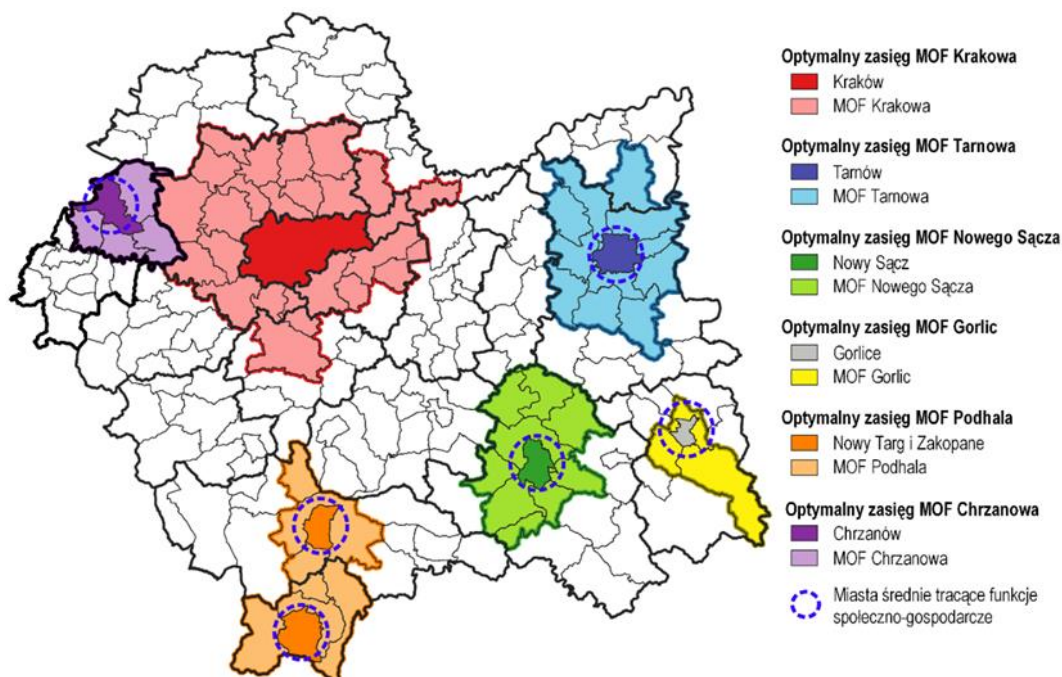 Optymalny zasięg MOF Krakowa
Kraków
MOF Krakowa
Optymalny zasięg MOF Tarnowa
Tarnów
MOF Tarnowa
Optymalny zasięg MOF Nowego Sącza
Nowy Sącz
MOF Nowego Sącza
Optymalny zasięg MOF Gorlic
Gorlice
MOF Gorlic
Optymalny zasięg MOF Podhala
Nowy Targ i Zakopane
MOF Podhala
Optymalny zasięg MOF Chrzanowa
Chrzanów
MOF Chrzanowa
Miasta średnie tracące funkcje
społeczno-gospodarcze